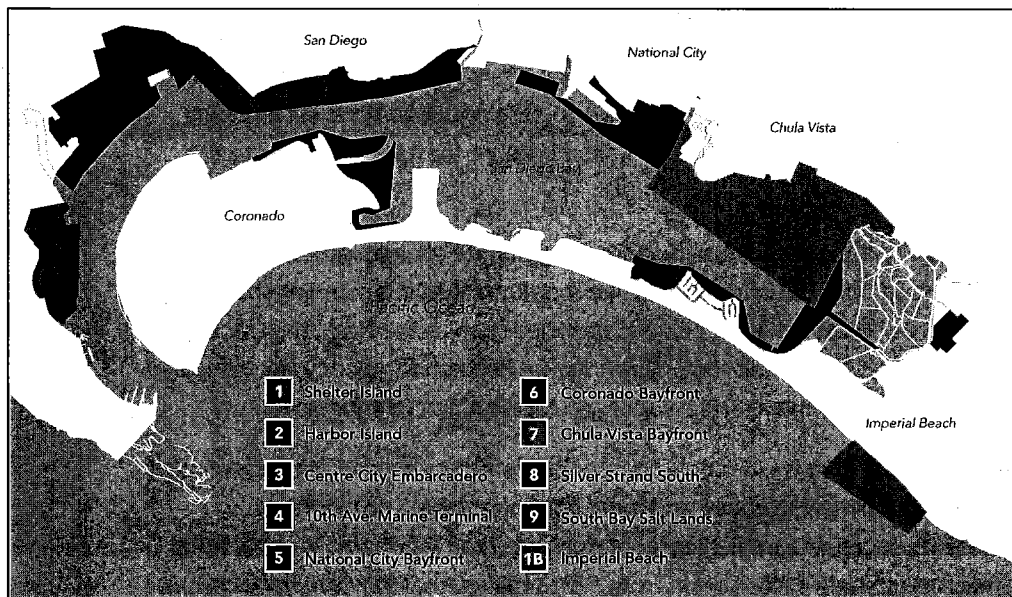 San Diego
National City
Chula Vista
San Diego Bay
Coronado
Pacific Ocean
Imperial Beach
1 Shelter Island
2 Harbor Island
3 Centre City Embarcadero
4 10th Ave. Marine Terminal
5 National City Bayfront
6 Coronado Bayfront
7 Chula Vista Bayfront
8 Silver Strand South
9 South Bay Salt Lands
1B Imperial Beach